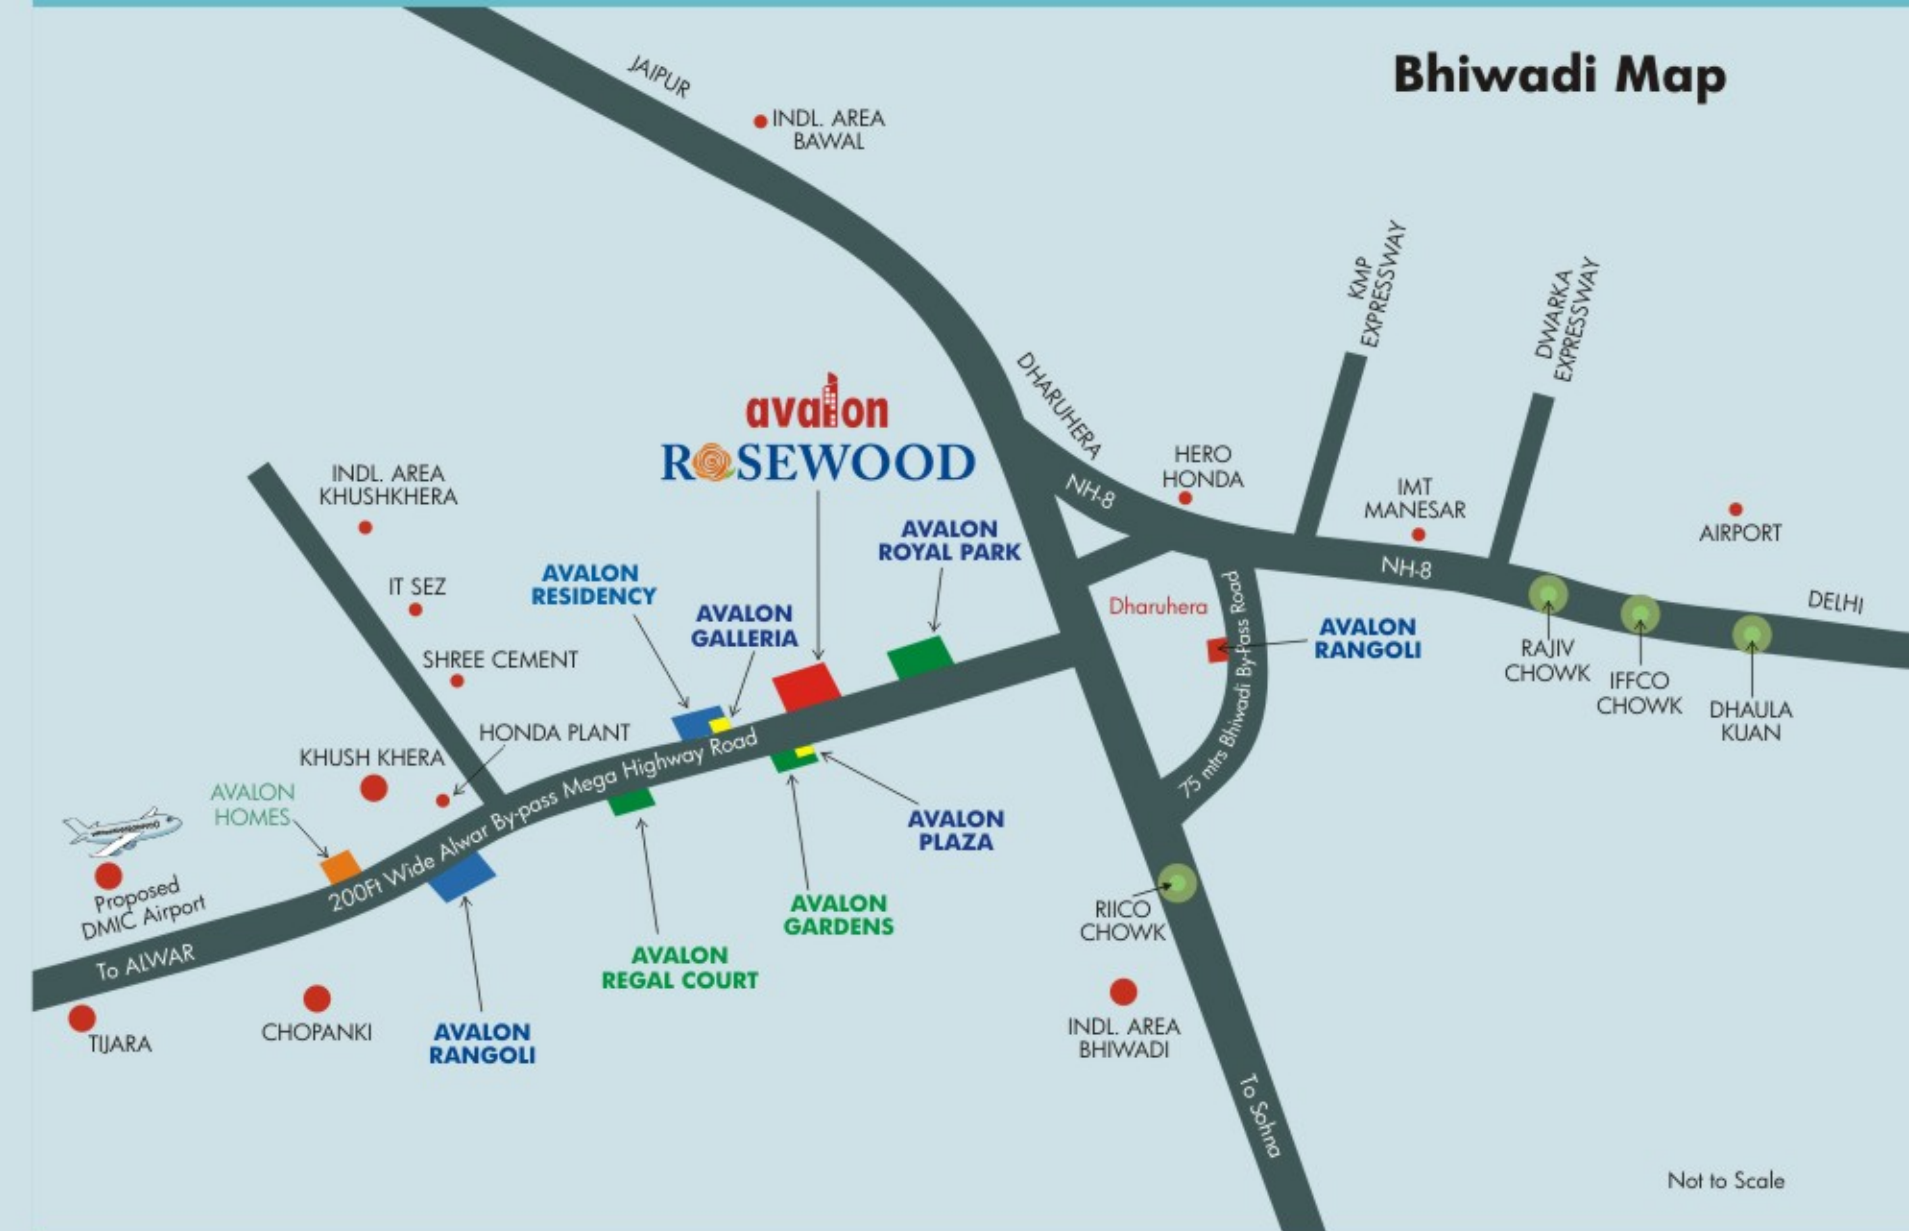 Bhiwadi Map
JAIPUR
INDL. AREA
BAWAL
KMP
EXPRESSWAY
DWARKA
EXPRESSWAY
DHARUHERA
avalon
ROSEWOOD
NH-8
HERO
HONDA
IMT
MANESAR
AIRPORT
NH-8
DELHI
INDL. AREA
KHUSHKHERA
IT SEZ
SHREE CEMENT
HONDA PLANT
KHUSH KHERA
AVALON
HOMES
AVALON
RESIDENCY
AVALON
GALLERIA
AVALON
ROYAL PARK
Dharuhera
75 mtrs Bhiwadi By-Pass Road
AVALON
RANGOLI
RAJIV
CHOWK
IFFCO
CHOWK
DHAULA
KUAN
200Ft Wide Alwar By-pass Mega Highway Road
Proposed
DMIC Airport
To ALWAR
TIJARA
CHOPANKI
AVALON
RANGOLI
AVALON
REGAL COURT
AVALON
GARDENS
AVALON
PLAZA
RIICO
CHOWK
INDL. AREA
BHIWADI
To Sohna
Not to Scale